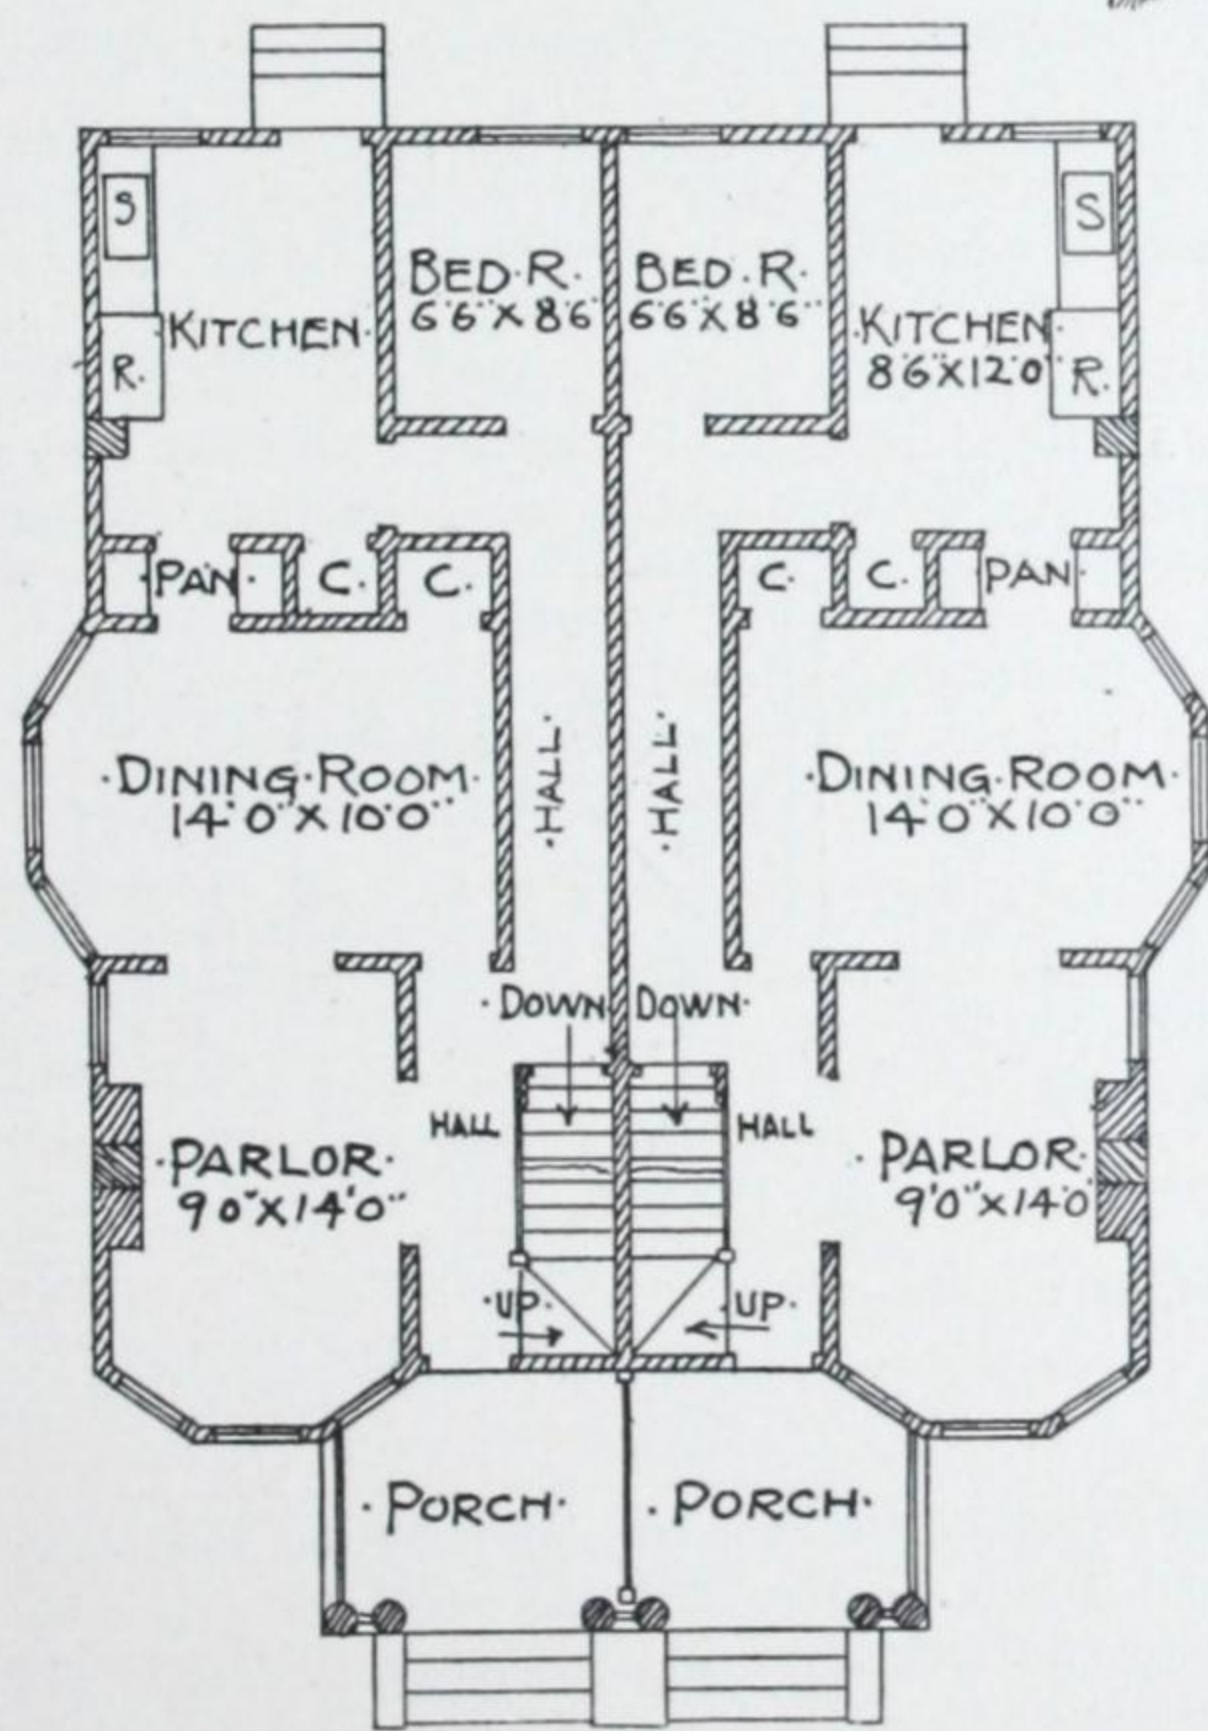 S
KITCHEN·
R.
BED·R·
6'6"X 8'6
BED·R·
6'6"X 8'6"
·KITCHEN·
8'6"X12'0"
S
R.
·PAN·
C.
C.
C.
C.
PAN·
·DINING·ROOM·
14'0"X10'0"
·HALL·
·HALL·
·DINING·ROOM·
14'0"X10'0"
·DOWN·
DOWN·
HALL
HALL
·PARLOR·
9'0"X14'0"
·PARLOR·
9'0"X14'0
·UP·
·UP·
·PORCH·
·PORCH·